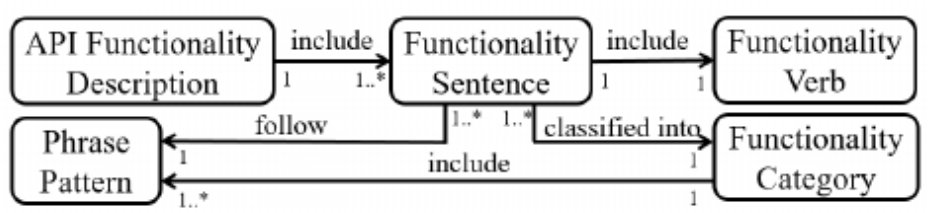 API Functionality
Description
include
1
1..*
Functionality
Sentence
include
1
1
Functionality
Verb
Phrase
Pattern
follow
1
1..*
1..*
classified into
1
Functionality
Category
include
1..*
1